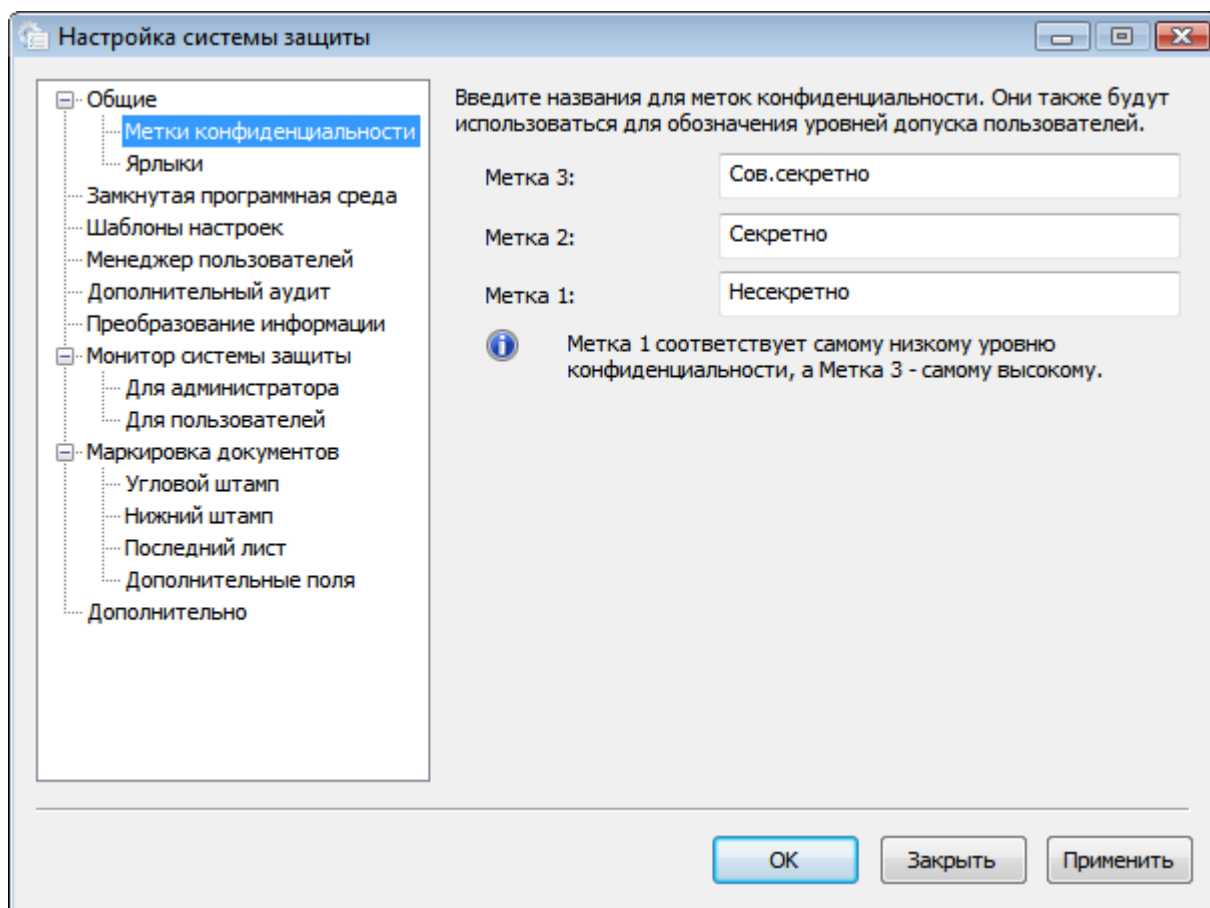 Настройка системы защиты
Общие
Метки конфиденциальности
Ярлыки
Замкнутая программная среда
Шаблоны настроек
Менеджер пользователей
Дополнительный аудит
Преобразование информации
Монитор системы защиты
Для администратора
Для пользователей
Маркировка документов
Угловой штамп
Нижний штамп
Последний лист
Дополнительные поля
Дополнительно
Введите названия для меток конфиденциальности. Они также будут
использоваться для обозначения уровней допуска пользователей.
Метка 3: Сов.секретно
Метка 2: Секретно
Метка 1: Несекретно
Метка 1 соответствует самому низкому уровню
конфиденциальности, а Метка 3 - самому высокому.
ОК Закрыть Применить